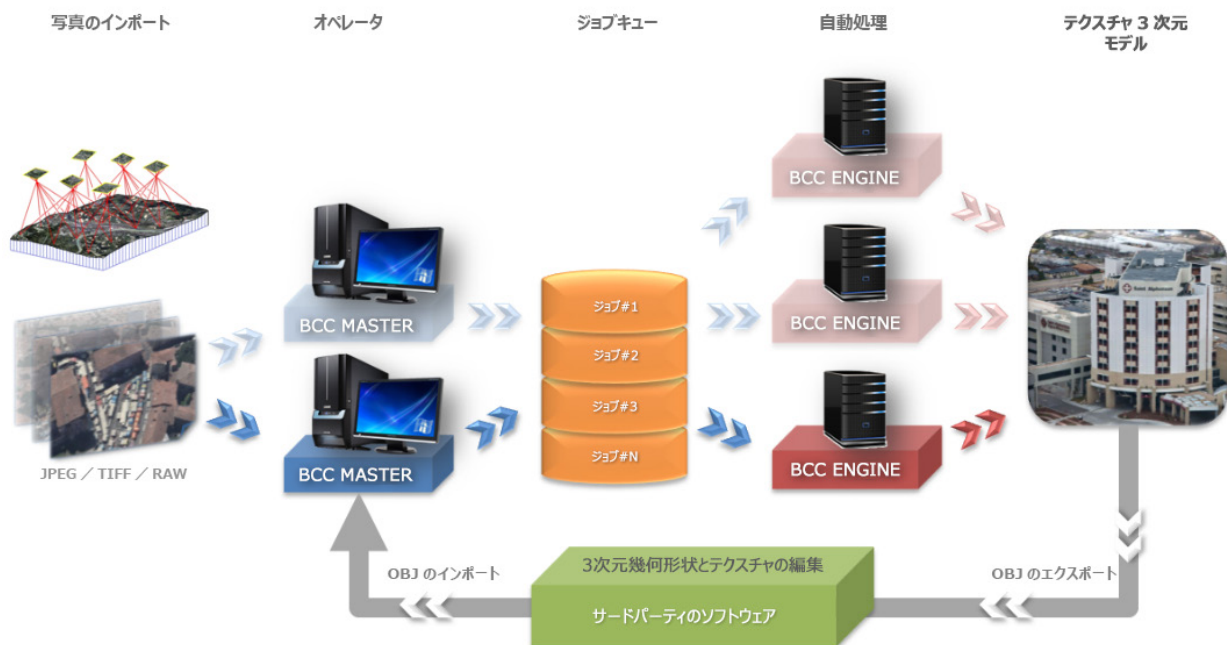 写真のインポート
オペレータ
ジョブキュー
自動処理
テクスチャ 3 次元
モデル
BCC ENGINE
BCC MASTER
ジョブ#1
BCC ENGINE
ジョブ#2
ジョブ#3
BCC MASTER
ジョブ#N
BCC ENGINE
JPEG ／ TIFF ／ RAW
3次元幾何形状とテクスチャの編集
OBJ のインポート
OBJ のエクスポート
サードパーティのソフトウェア